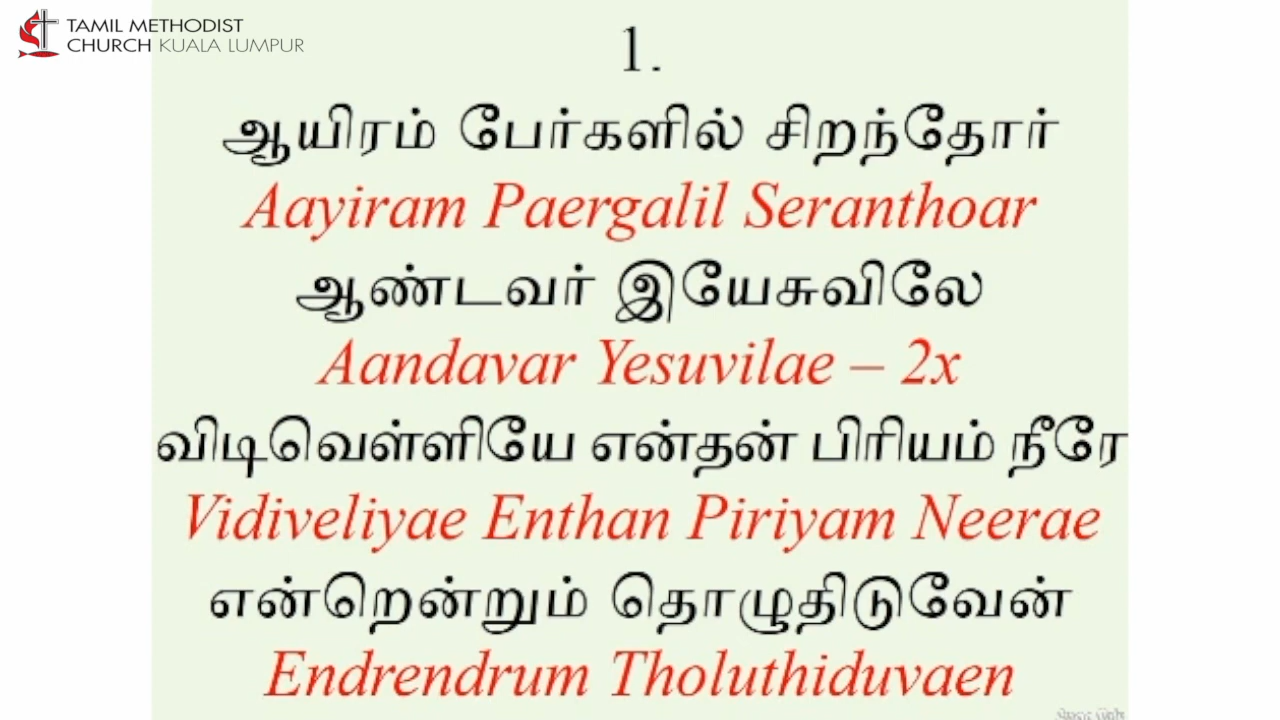 TAMIL METHODIST
CHURCH KUALA LUMPUR
1.
ஆயிரம் பேர்களில் சிறந்தோர்
Aayiram Paergalil Seranthoar
ஆண்டவர் இயேசுவிலே
Aandavar Yesuvilae – 2x
விடிவெள்ளியே என்தன் பிரியம் நீரே
Vidiveliyae Enthan Piriyam Neerae
என்றென்றும் தொழுதிடுவேன்
Endrendrum Tholuthiduvaen